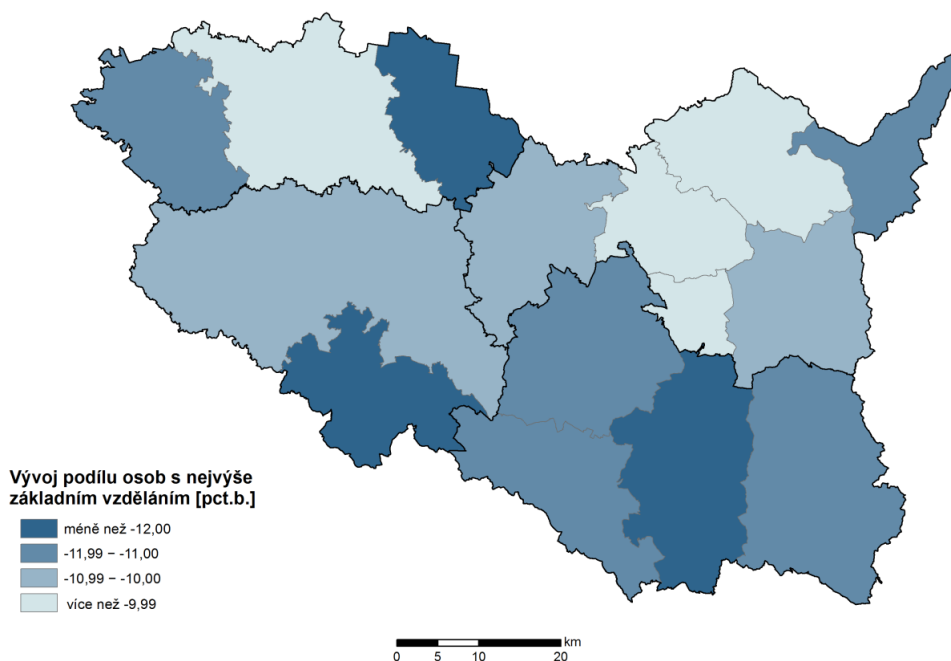 Vývoj podílu osob s nejvýše
základním vzděláním [pct.b.]
méně než -12,00
-11,99 – -11,00
-10,99 – -10,00
více než -9,99
km
0 5 10 20